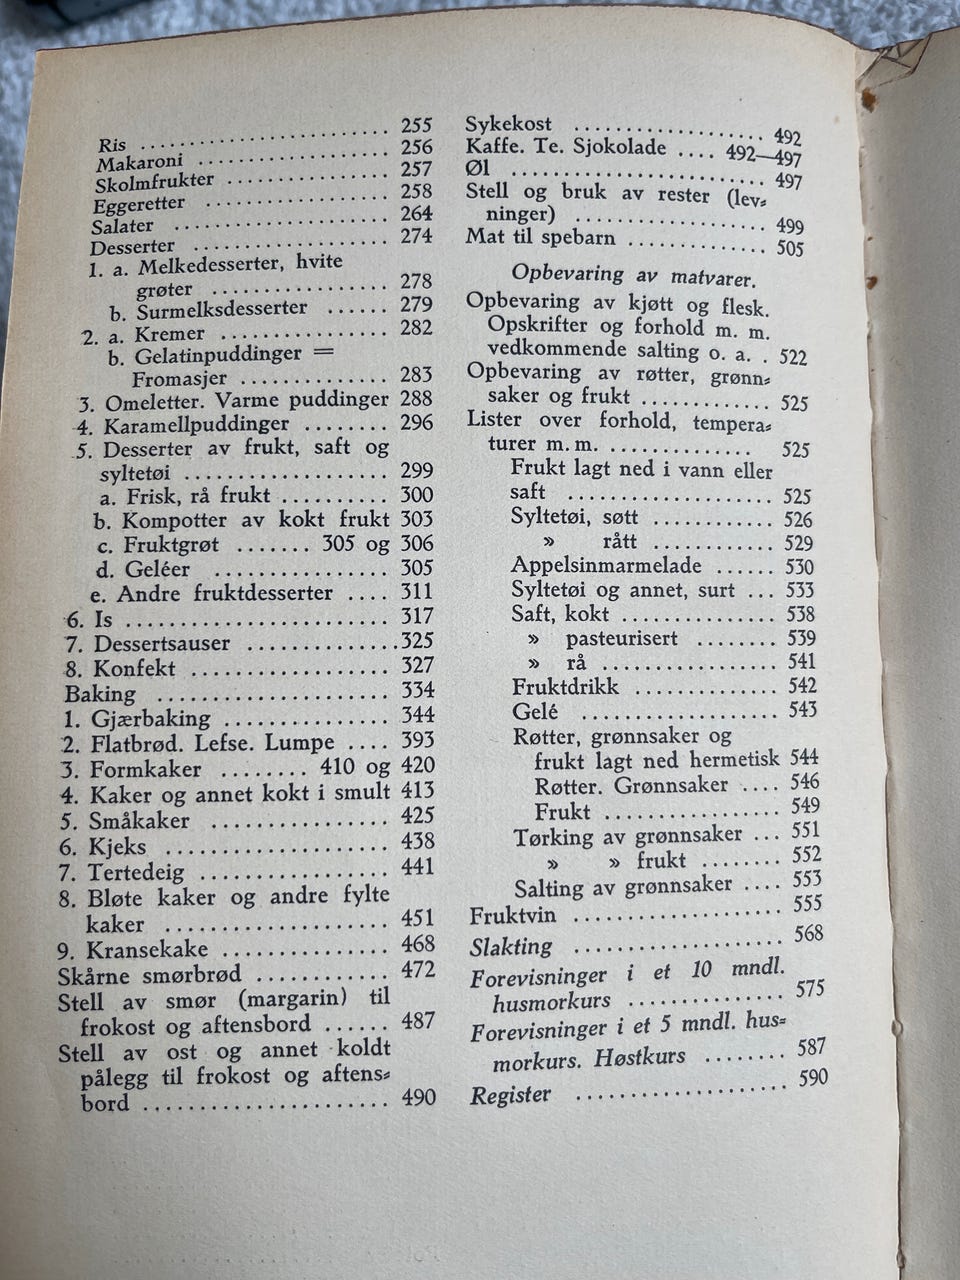 Ris ........................ 255
Makaroni .................. 256
Skolmfrukter ............... 257
Eggeretter ................. 258
Salater .................... 264
Desserter .................. 274
1. a. Melkedesserter, hvite
grøter ................ 278
b. Surmelksdesserter ...... 279
2. a. Kremer ............... 282
b. Gelatinpuddinger =
Fromasjer .............. 283
3. Omeletter. Varme puddinger 288
4. Karamellpuddinger ........ 296
5. Desserter av frukt, saft og
syltetøi ................... 299
a. Frisk, rå frukt .......... 300
b. Kompotter av kokt frukt 303
c. Fruktgrøt ....... 305 og 306
d. Geléer ................. 305
e. Andre fruktdesserter .... 311
6. Is ....................... 317
7. Dessertsauser ..............325
8. Konfekt .................. 327
Baking ..................... 334
1. Gjærbaking ............... 344
2. Flatbrød. Lefse. Lumpe .... 393
3. Formkaker ........ 410 og 420
4. Kaker og annet kokt i smult 413
5. Småkaker ................ 425
6. Kjeks ................... 438
7. Tertedeig ................. 441
8. Bløte kaker og andre fylte
kaker .................... 451
9. Kransekake ............... 468
Skårne smørbrød ............ 472
Stell av smør (margarin) til
frokost og aftensbord ...... 487
Stell av ost og annet koldt
pålegg til frokost og aftens=
bord ....................... 490
Sykekost .................. 492
Kaffe. Te. Sjokolade .... 492—497
Øl ........................ 497
Stell og bruk av rester (lev=
ninger) .................... 499
Mat til spebarn .............. 505
Opbevaring av matvarer.
Opbevaring av kjøtt og flesk.
Opskrifter og forhold m. m.
vedkommende salting o. a. . 522
Opbevaring av røtter, grønn=
saker og frukt ............. 525
Lister over forhold, tempera=
turer m. m. ............... 525
Frukt lagt ned i vann eller
saft .................... 525
Syltetøi, søtt ............ 526
» rått ............ 529
Appelsinmarmelade ...... 530
Syltetøi og annet, surt ... 533
Saft, kokt ............... 538
» pasteurisert ........ 539
» rå ................. 541
Fruktdrikk .............. 542
Gelé ................... 543
Røtter, grønnsaker og
frukt lagt ned hermetisk 544
Røtter. Grønnsaker .... 546
Frukt ................. 549
Tørking av grønnsaker ... 551
» » frukt ........ 552
Salting av grønnsaker .... 553
Fruktvin .................... 555
Slakting .................... 568
Forevisninger i et 10 mndl.
husmorkurs ............... 575
Forevisninger i et 5 mndl. hus=
morkurs. Høstkurs ........ 587
Register .................... 590